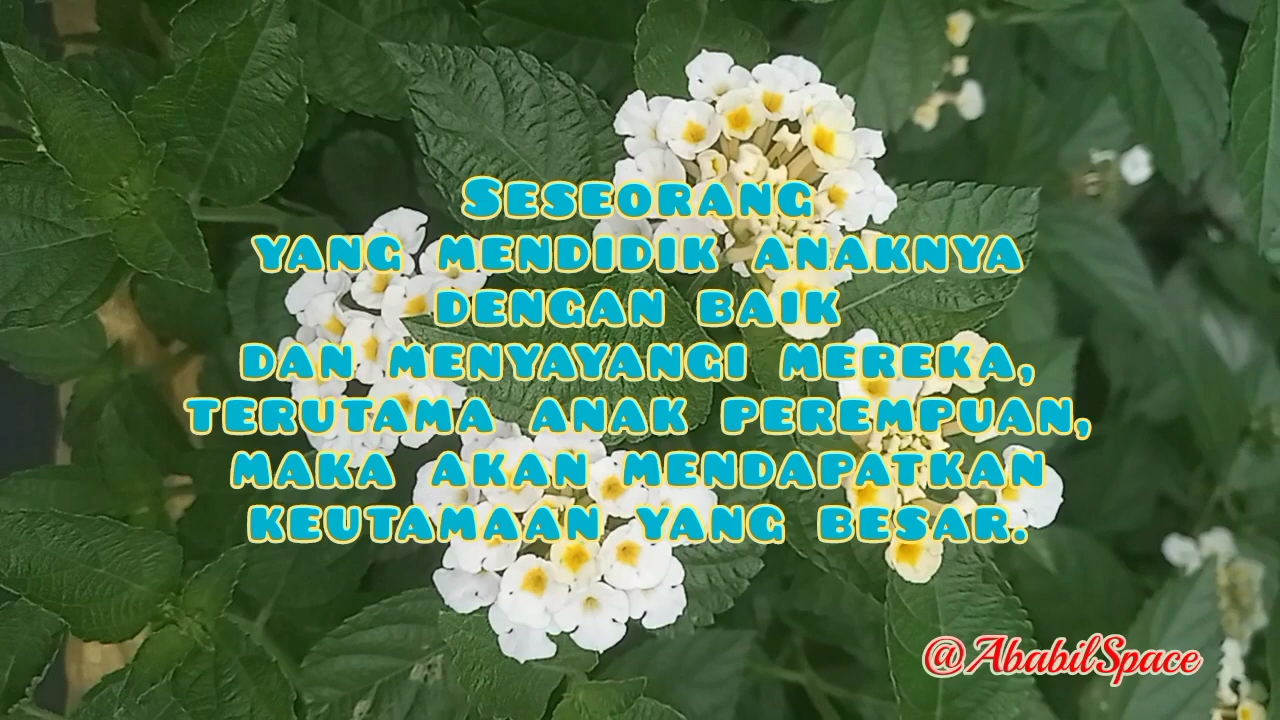 Seseorang
yang mendidik anaknya
dengan baik
dan menyayangi mereka,
terutama anak perempuan,
maka akan mendapatkan
keutamaan yang besar.
@AbabilSpace